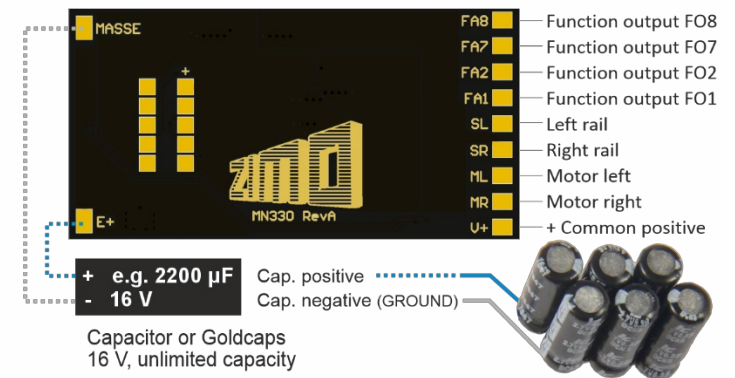 MASSE
FA8 Function output FO8
FA7 Function output FO7
+
FA2 Function output FO2
FA1 Function output FO1
SL Left rail
SR Right rail
ZIMO
ML Motor left
MR Motor right
MN330 RevA
E+
V+ + Common positive
+ e.g. 2200 µF
- 16 V
Cap. positive
Cap. negative (GROUND)
Capacitor or Goldcaps
16 V, unlimited capacity